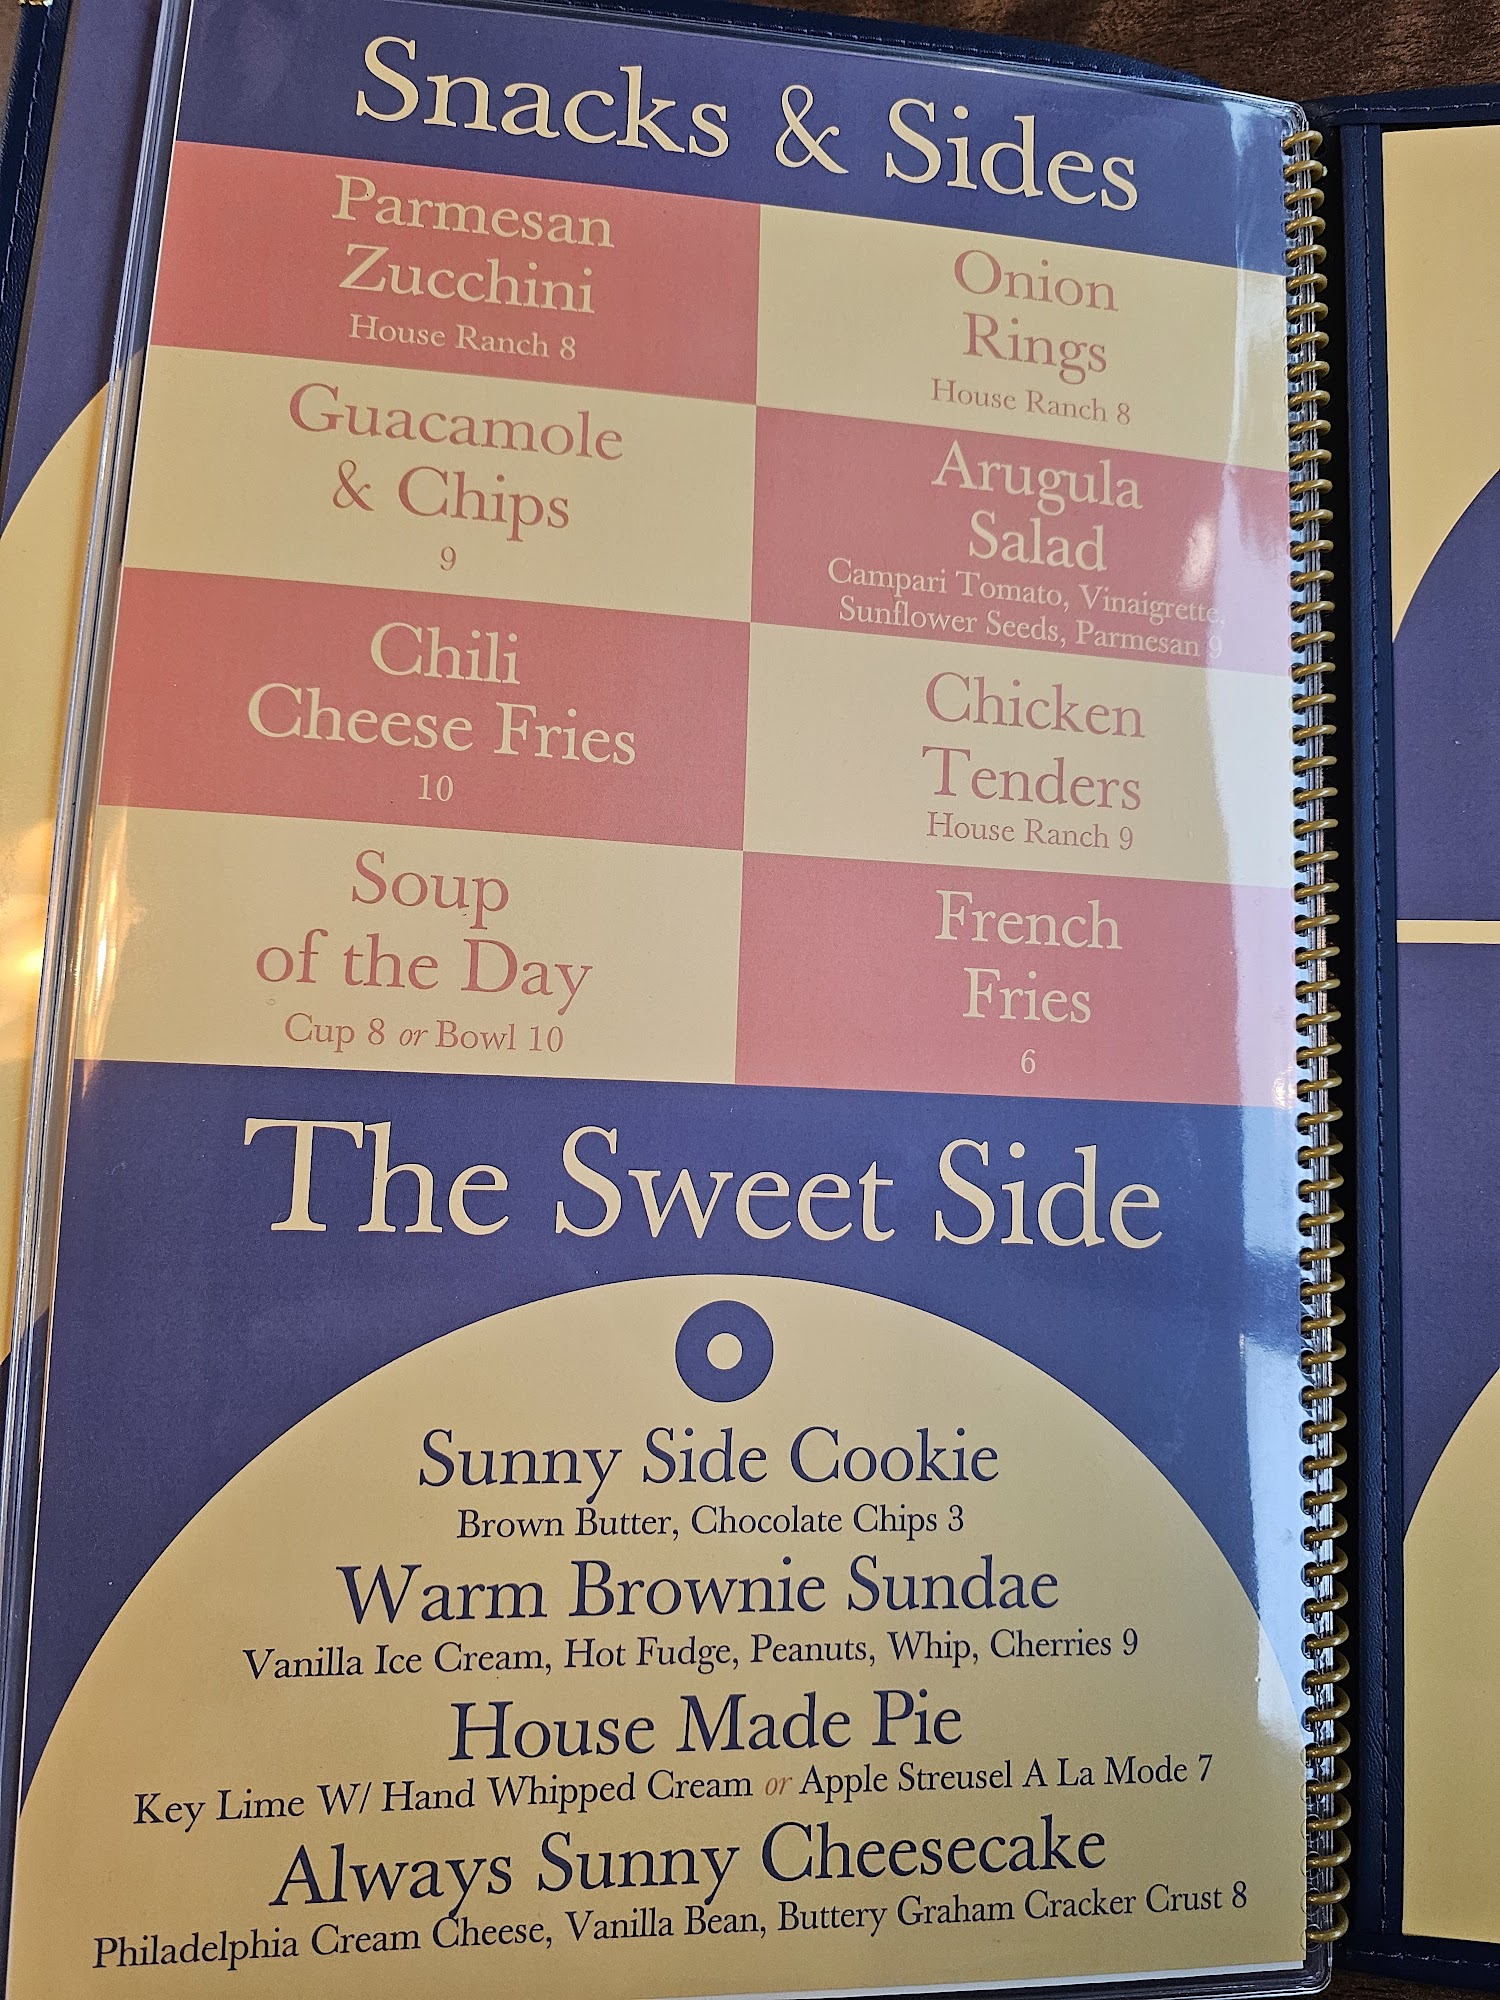 Snacks & Sides
Parmesan
Zucchini
House Ranch 8
Onion
Rings
House Ranch 8
Guacamole
& Chips
9
Arugula
Salad
Campari Tomato, Vinaigrette,
Sunflower Seeds, Parmesan 9
Chili
Cheese Fries
10
Chicken
Tenders
House Ranch 9
Soup
of the Day
Cup 8 or Bowl 10
French
Fries
6
The Sweet Side
Sunny Side Cookie
Brown Butter, Chocolate Chips 3
Warm Brownie Sundae
Vanilla Ice Cream, Hot Fudge, Peanuts, Whip, Cherries 9
House Made Pie
Key Lime W/ Hand Whipped Cream or Apple Streusel A La Mode 7
Always Sunny Cheesecake
Philadelphia Cream Cheese, Vanilla Bean, Buttery Graham Cracker Crust 8